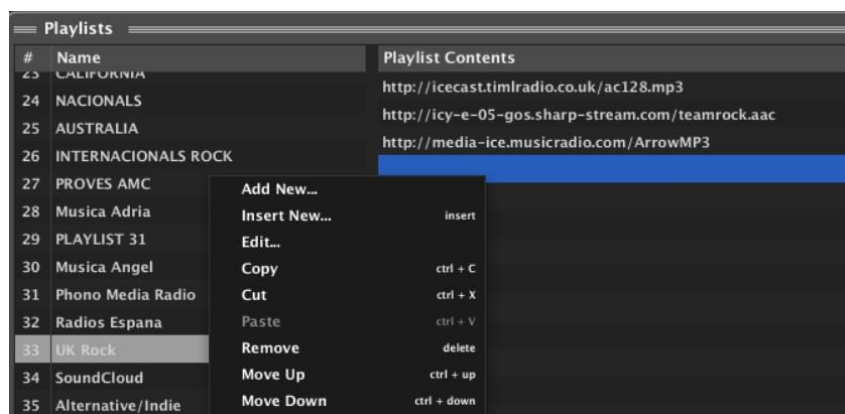 Playlists
# Name
23 CALIFORNIA
24 NACIONALS
25 AUSTRALIA
26 INTERNACIONALS ROCK
27 PROVES AMC
28 Musica Adria
29 PLAYLIST 31
30 Musica Angel
31 Phono Media Radio
32 Radios Espana
33 UK Rock
34 SoundCloud
35 Alternative/Indie
Playlist Contents
http://icecast.timlradio.co.uk/ac128.mp3
http://icy-e-05-gos.sharp-stream.com/teamrock.aac
http://media-ice.musicradio.com/ArrowMP3
Add New...
Insert New... insert
Edit...
Copy ctrl + C
Cut ctrl + X
Paste ctrl + V
Remove delete
Move Up ctrl + up
Move Down ctrl + down